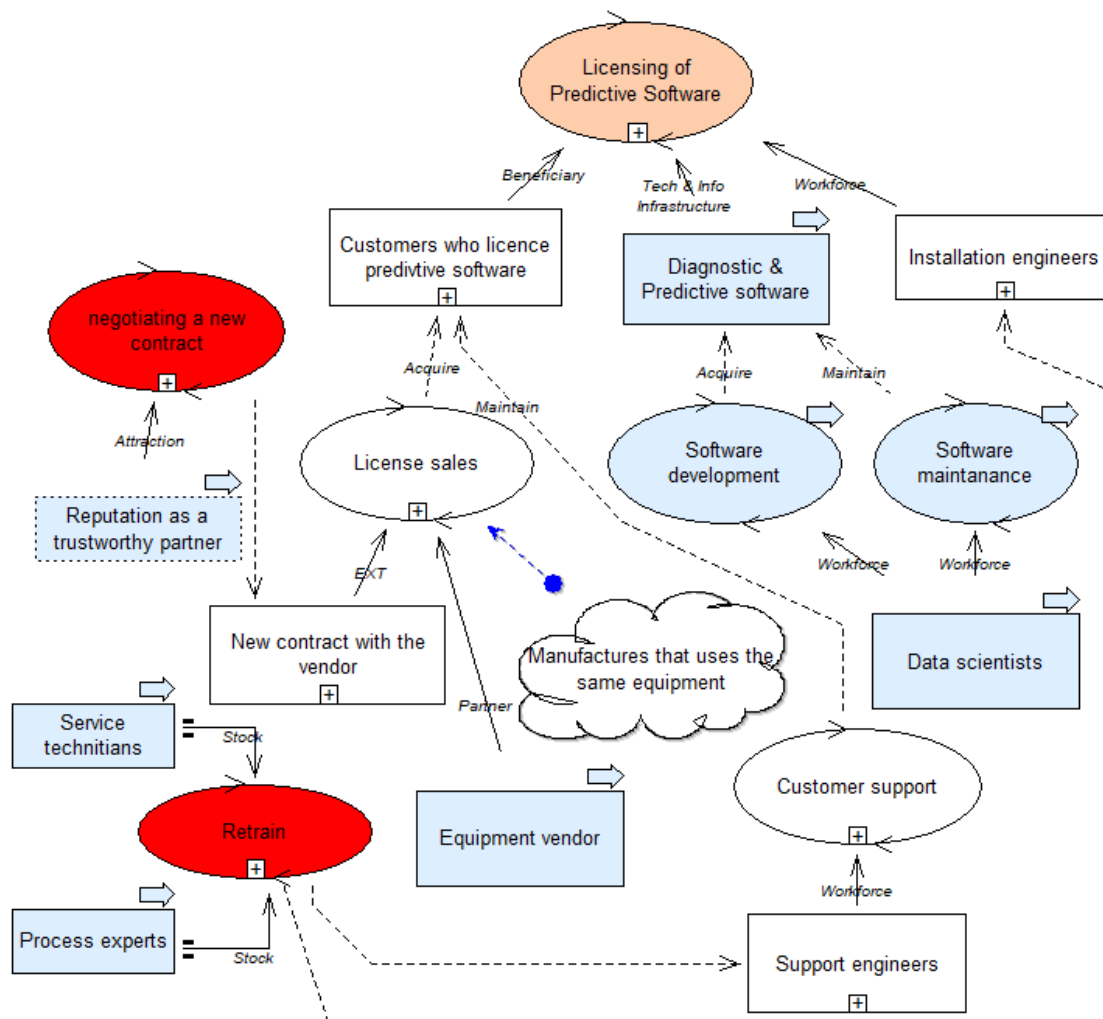 Licensing of
Predictive Software
Beneficiary
Tech & Info
Infrastructure
Workforce
Customers who licence
predivtive software
Diagnostic &
Predictive software
Installation engineers
negotiating a new
contract
Acquire
Maintain
Acquire
Maintain
Attraction
License sales
Software
development
Software
maintanance
Reputation as a
trustworthy partner
EXT
Workforce
Workforce
New contract with the
vendor
Manufactures that uses the
same equipment
Data scientists
Partner
Service
technitians
Stock
Customer support
Retrain
Equipment vendor
Workforce
Process experts
Stock
Support engineers